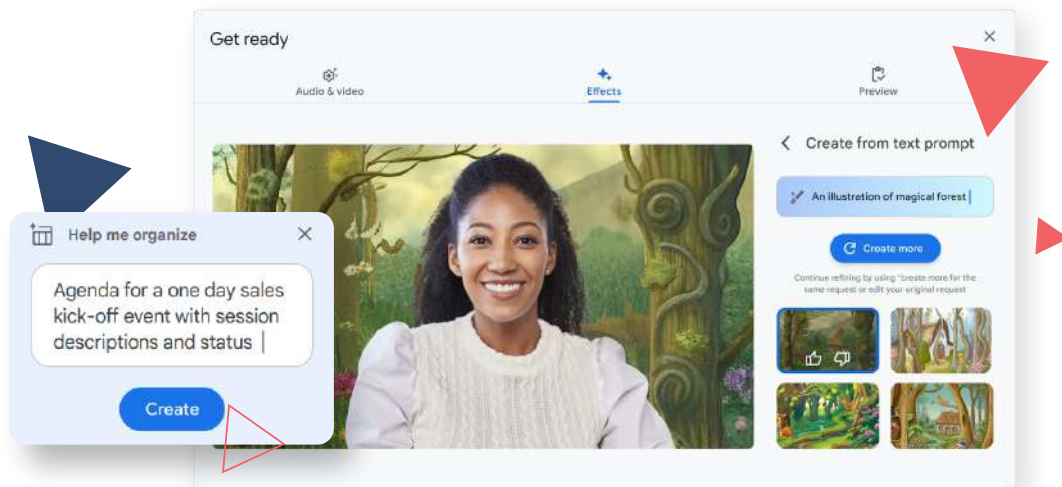 Get ready
Audio & video
Effects
Preview
Create from text prompt
An illustration of magical forest
Create more
Continue refining by using "create more for the
same request or edit your original request
Help me organize
Agenda for a one day sales
kick-off event with session
descriptions and status
Create